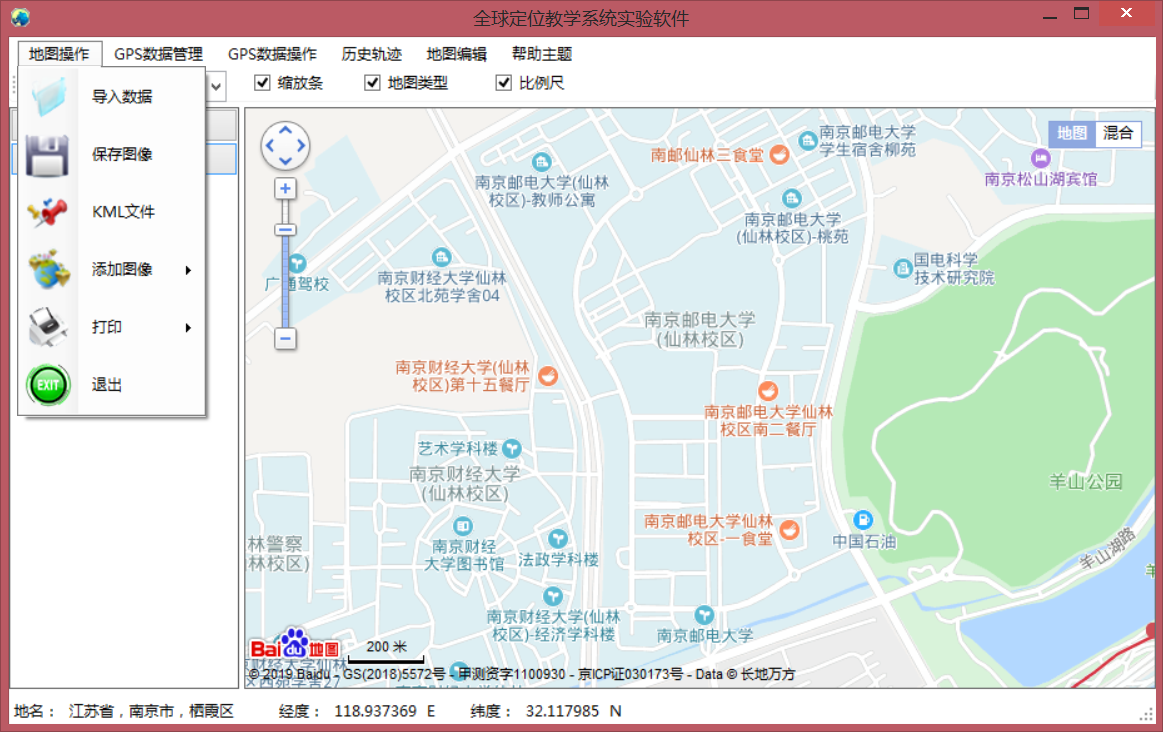 全球定位教学系统实验软件
地图操作 GPS数据管理 GPS数据操作 历史轨迹 地图编辑 帮助主题
缩放条 地图类型 比例尺
导入数据
保存图像
KML文件
添加图像
打印
EXIT 退出
地图 混合
南京邮电大学
学生宿舍柳苑
南邮仙林三食堂
南京松山湖宾馆
南京邮电大学(仙林
校区)-教师公寓
南京邮电大学
(仙林校区)-桃苑
国电科学
技术研究院
广通驾校
南京财经大学仙林
校区北苑学舍04
南京邮电大学
(仙林校区)
南京财经大学(仙林
校区)第十五餐厅
南京邮电大学仙林
校区南二餐厅
艺术学科楼
南京财经大学
(仙林校区)
羊山公园
南京邮电大学仙林
校区-一食堂
中国石油
羊山湖路
羊
林警察
林校区)
南京财经
大学图书馆
法政学科楼
南京财经大学(仙林
校区)-经济学科楼
南京邮电大学
Bai du 地图
200 米
© 2019 Baidu - GS(2018)5572号 - 甲测资字1100930 - 京ICP证030173号 - Data © 长地万方
地名： 江苏省，南京市，栖霞区 经度： 118.937369 E 纬度： 32.117985 N